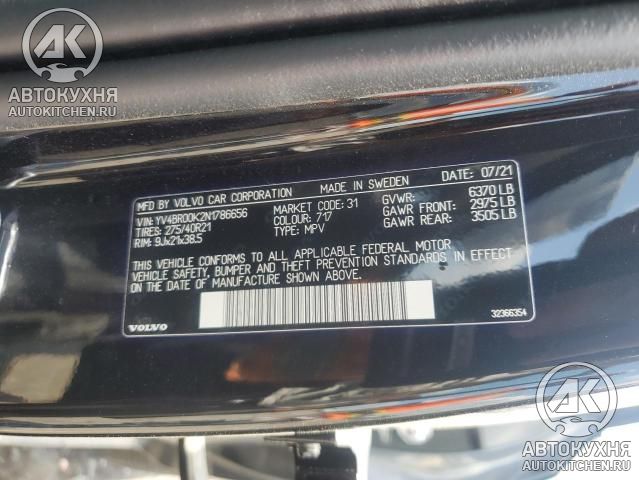 АК
АВТОКУХНЯ
AUTOKITCHEN.RU
MFD BY VOLVO CAR CORPORATION MADE IN SWEDEN DATE: 07/21
VIN: YV4BR00K2N1786656 MARKET CODE: 31 GVWR: 6370 LB
TIRES: 275/40R21 COLOUR: 717 GAWR FRONT: 2975 LB
RIM: 9Jx21x38.5 TYPE: MPV GAWR REAR: 3505 LB
THIS VEHICLE CONFORMS TO ALL APPLICABLE FEDERAL MOTOR
VEHICLE SAFETY, BUMPER AND THEFT PREVENTION STANDARDS IN EFFECT
ON THE DATE OF MANUFACTURE SHOWN ABOVE.
VOLVO 32366354
АК
АВТОКУХНЯ
AUTOKITCHEN.RU